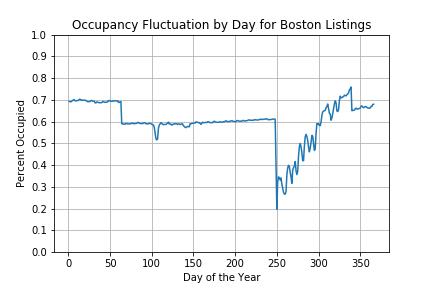 Occupancy Fluctuation by Day for Boston Listings
1.0
0.9
0.8
0.7
0.6
0.5
0.4
0.3
0.2
0.1
0.0
Percent Occupied
0 50 100 150 200 250 300 350
Day of the Year